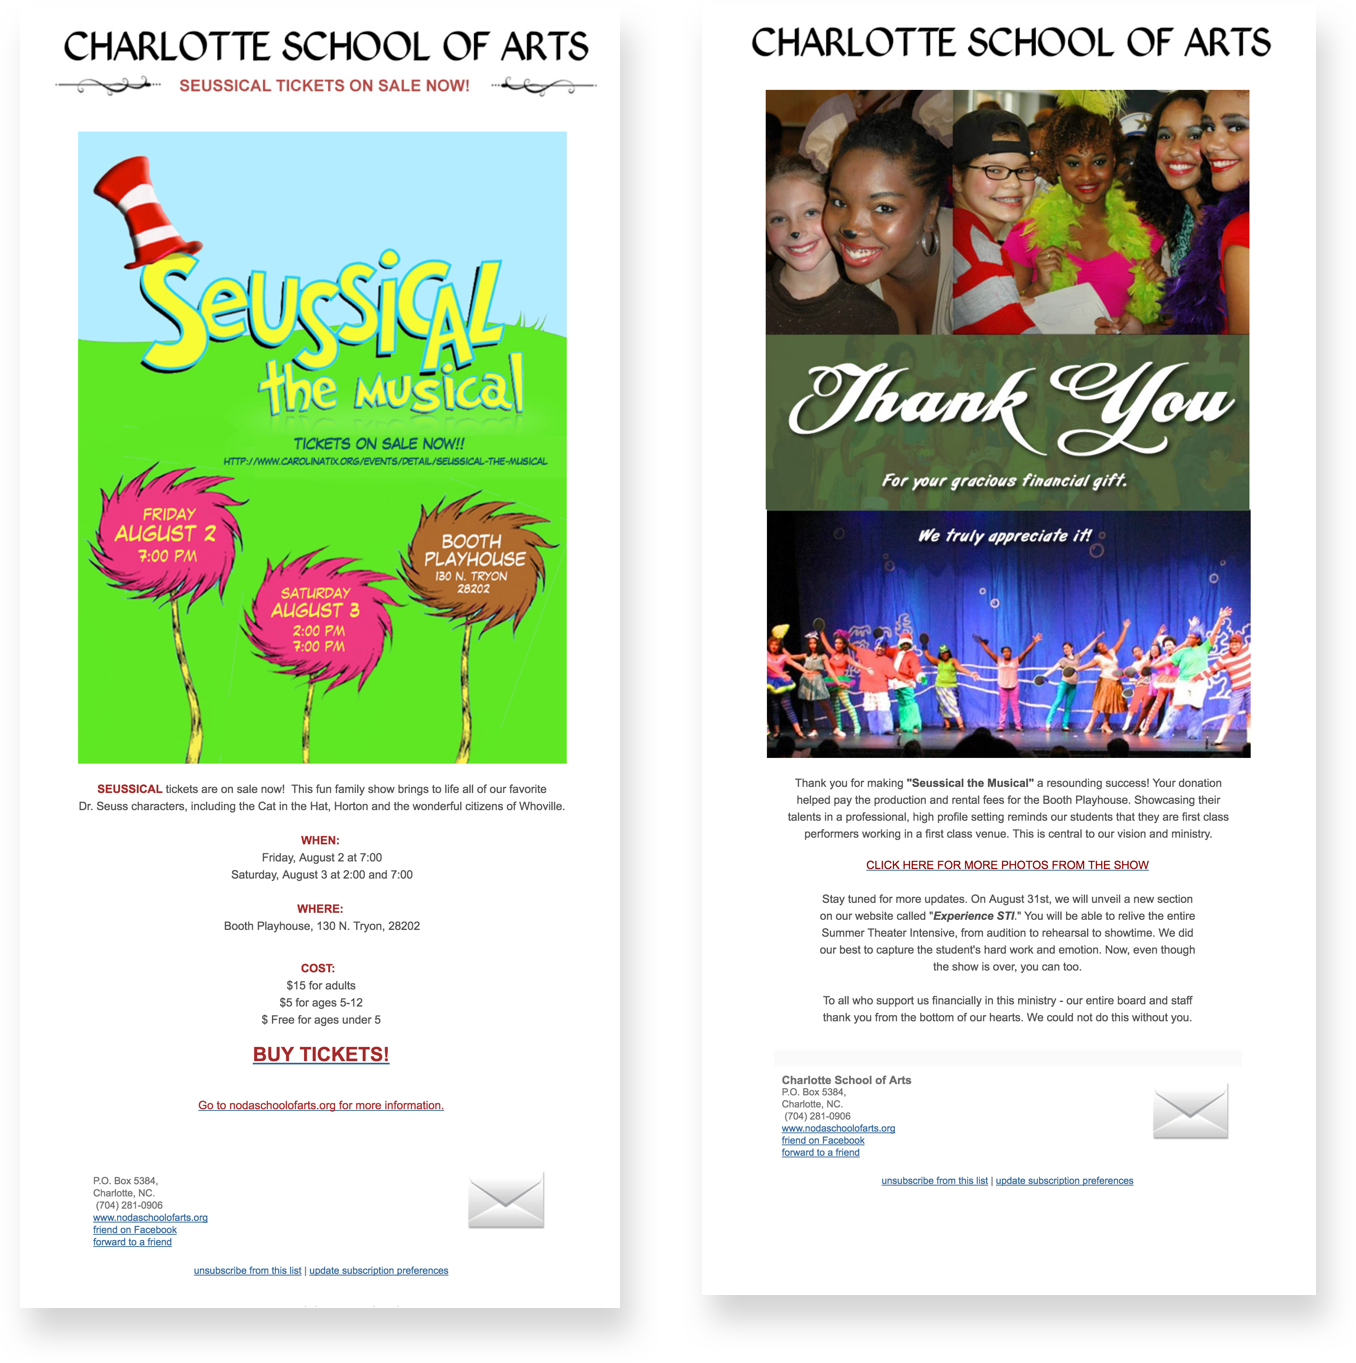 CHARLOTTE SCHOOL OF ARTS
SEUSSICAL TICKETS ON SALE NOW!
SEUSSICAL
the MUSICAL
TICKETS ON SALE NOW!!
HTTP://WWW.CAROLINATIX.ORG/EVENTS/DETAIL/SEUSSICAL-THE-MUSICAL
FRIDAY
AUGUST 2
7:00 PM
SATURDAY
AUGUST 3
2:00 PM
7:00 PM
BOOTH
PLAYHOUSE
130 N. TRYON
28202
SEUSSICAL tickets are on sale now!  This fun family show brings to life all of our favorite
Dr. Seuss characters, including the Cat in the Hat, Horton and the wonderful citizens of Whoville.
WHEN:
Friday, August 2 at 7:00
Saturday, August 3 at 2:00 and 7:00
WHERE:
Booth Playhouse, 130 N. Tryon, 28202
COST:
$15 for adults
$5 for ages 5-12
$ Free for ages under 5
BUY TICKETS!
Go to nodaschoolofarts.org for more information.
P.O. Box 5384,
Charlotte, NC.
(704) 281-0906
www.nodaschoolofarts.org
friend on Facebook
forward to a friend
unsubscribe from this list | update subscription preferences
CHARLOTTE SCHOOL OF ARTS
Thank You
For your gracious financial gift.
We truly appreciate it!
Thank you for making "Seussical the Musical" a resounding success! Your donation
helped pay the production and rental fees for the Booth Playhouse. Showcasing their
talents in a professional, high profile setting reminds our students that they are first class
performers working in a first class venue. This is central to our vision and ministry.
CLICK HERE FOR MORE PHOTOS FROM THE SHOW
Stay tuned for more updates. On August 31st, we will unveil a new section
on our website called "Experience STI." You will be able to relive the entire
Summer Theater Intensive, from audition to rehearsal to showtime. We did
our best to capture the student's hard work and emotion. Now, even though
the show is over, you can too.
To all who support us financially in this ministry - our entire board and staff
thank you from the bottom of our hearts. We could not do this without you.
Charlotte School of Arts
P.O. Box 5384,
Charlotte, NC.
(704) 281-0906
www.nodaschoolofarts.org
friend on Facebook
forward to a friend
unsubscribe from this list | update subscription preferences